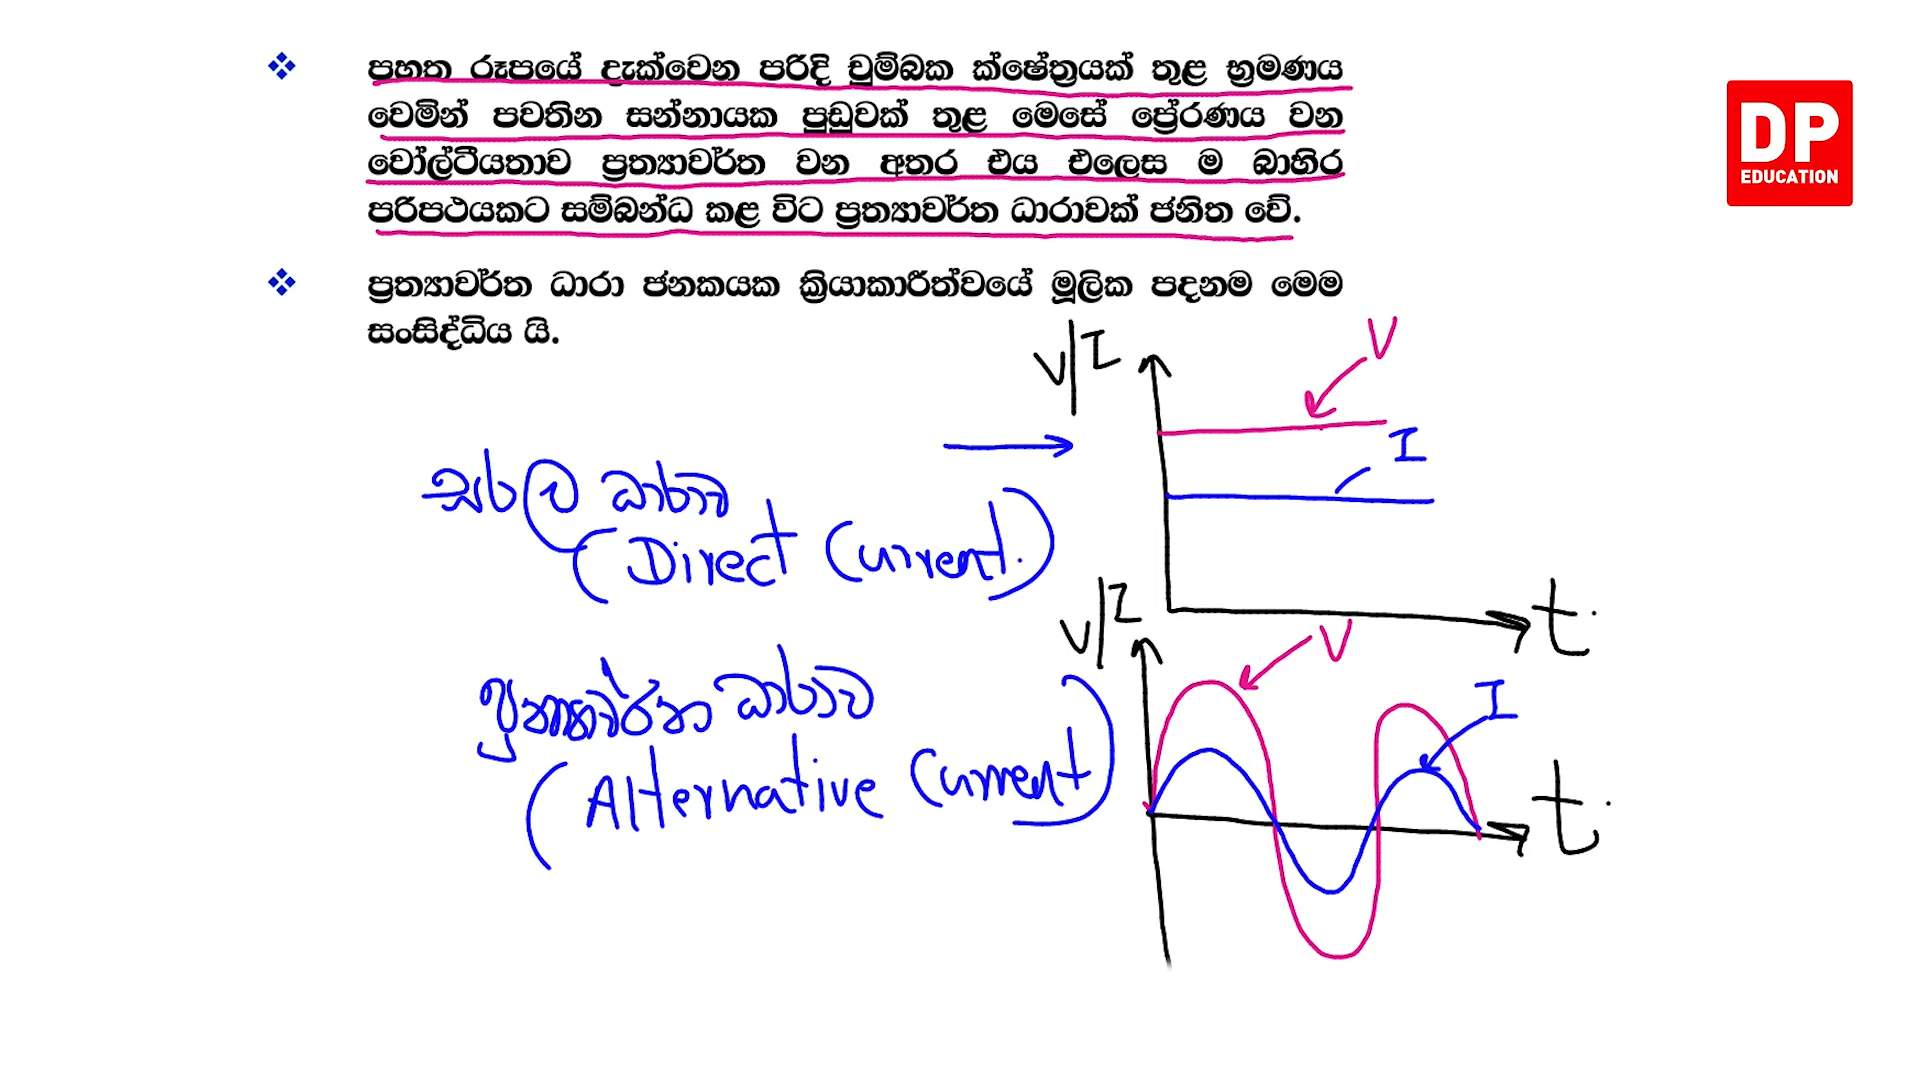 පහත රූපයේ දැක්වෙන පරිදි චුම්බක ක්ෂේත්‍රයක් තුළ භ්‍රමණය
වෙමින් පවතින සන්නායක පුඩුවක් තුළ මෙසේ ප්‍රේරණය වන
වෝල්ටීයතාව ප්‍රත්‍යාවර්ත වන අතර එය එලෙස ම බාහිර
පරිපථයකට සම්බන්ධ කළ විට ප්‍රත්‍යාවර්ත ධාරාවක් ජනිත වේ.
DP
EDUCATION
ප්‍රත්‍යාවර්ත ධාරා ජනකයක ක්‍රියාකාරීත්වයේ මූලික පදනම මෙම
සංසිද්ධිය යි.
V/I
V
I
සරල ධාරාව
(Direct Current.)
t.
V/I
V
I
ප්‍රත්‍යාවර්ත ධාරාව
(Alternative Current)
t.